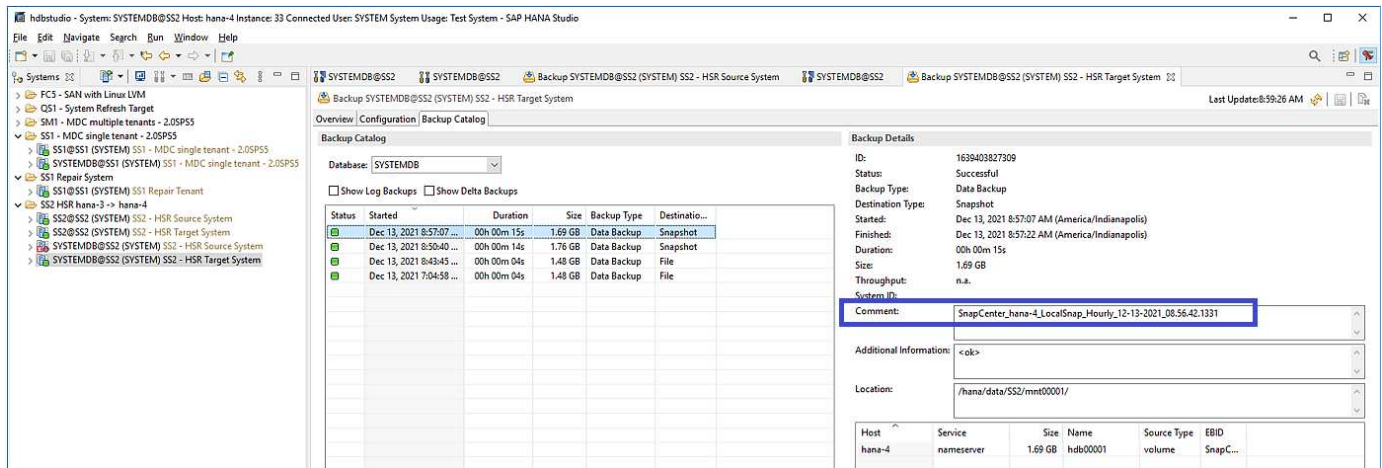 hdbstudio - System: SYSTEMDB@SS2 Host: hana-4 Instance: 33 Connected User: SYSTEM System Usage: Test System - SAP HANA Studio
File Edit Navigate Search Run Window Help
Systems
FC5 - SAN with Linux LVM
QS1 - System Refresh Target
SM1 - MDC multiple tenants - 2.0SPS5
SS1 - MDC single tenant - 2.0SPS5
SS1@SS1 (SYSTEM) SS1 - MDC single tenant - 2.0SPS5
SYSTEMDB@SS1 (SYSTEM) SS1 - MDC single tenant - 2.0SPS5
SS1 Repair System
SS1@SS1 (SYSTEM) SS1 Repair Tenant
SS2 HSR hana-3 -> hana-4
SS2@SS2 (SYSTEM) SS2 - HSR Source System
SS2@SS2 (SYSTEM) SS2 - HSR Target System
SYSTEMDB@SS2 (SYSTEM) SS2 - HSR Source System
SYSTEMDB@SS2 (SYSTEM) SS2 - HSR Target System
SYSTEMDB@SS2 SYSTEMDB@SS2 Backup SYSTEMDB@SS2 (SYSTEM) SS2 - HSR Source System SYSTEMDB@SS2 Backup SYSTEMDB@SS2 (SYSTEM) SS2 - HSR Target System
Backup SYSTEMDB@SS2 (SYSTEM) SS2 - HSR Target System
Last Update:8:59:26 AM
Overview Configuration Backup Catalog
Backup Catalog
Database: SYSTEMDB
Show Log Backups Show Delta Backups
Status Started Duration Size Backup Type Destinatio...
Dec 13, 2021 8:57:07 ... 00h 00m 15s 1.69 GB Data Backup Snapshot
Dec 13, 2021 8:50:40 ... 00h 00m 14s 1.76 GB Data Backup Snapshot
Dec 13, 2021 8:43:45 ... 00h 00m 04s 1.48 GB Data Backup File
Dec 13, 2021 7:04:58 ... 00h 00m 04s 1.48 GB Data Backup File
Backup Details
ID: 1639403827309
Status: Successful
Backup Type: Data Backup
Destination Type: Snapshot
Started: Dec 13, 2021 8:57:07 AM (America/Indianapolis)
Finished: Dec 13, 2021 8:57:22 AM (America/Indianapolis)
Duration: 00h 00m 15s
Size: 1.69 GB
Throughput: n.a.
System ID:
Comment: SnapCenter_hana-4_LocalSnap_Hourly_12-13-2021_08.56.42.1331
Additional Information: <ok>
Location: /hana/data/SS2/mnt00001/
Host Service Size Name Source Type EBID
hana-4 nameserver 1.69 GB hdb00001 volume SnapC...